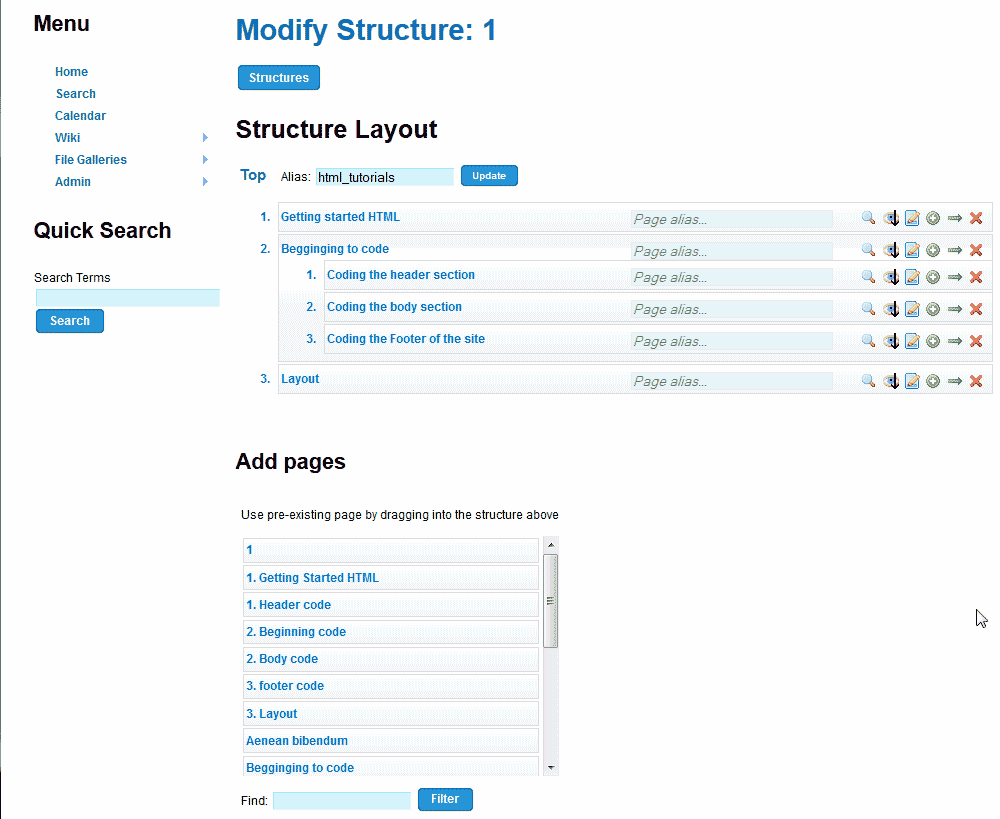 Menu
Home
Search
Calendar
Wiki
File Galleries
Admin
Quick Search
Search Terms
Search
Modify Structure: 1
Structures
Structure Layout
Top Alias: html_tutorials Update
1. Getting started HTML Page alias...
2. Begginging to code Page alias...
1. Coding the header section Page alias...
2. Coding the body section Page alias...
3. Coding the Footer of the site Page alias...
3. Layout Page alias...
Add pages
Use pre-existing page by dragging into the structure above
1
1. Getting Started HTML
1. Header code
2. Beginning code
2. Body code
3. footer code
3. Layout
Aenean bibendum
Begginging to code
Find: Filter